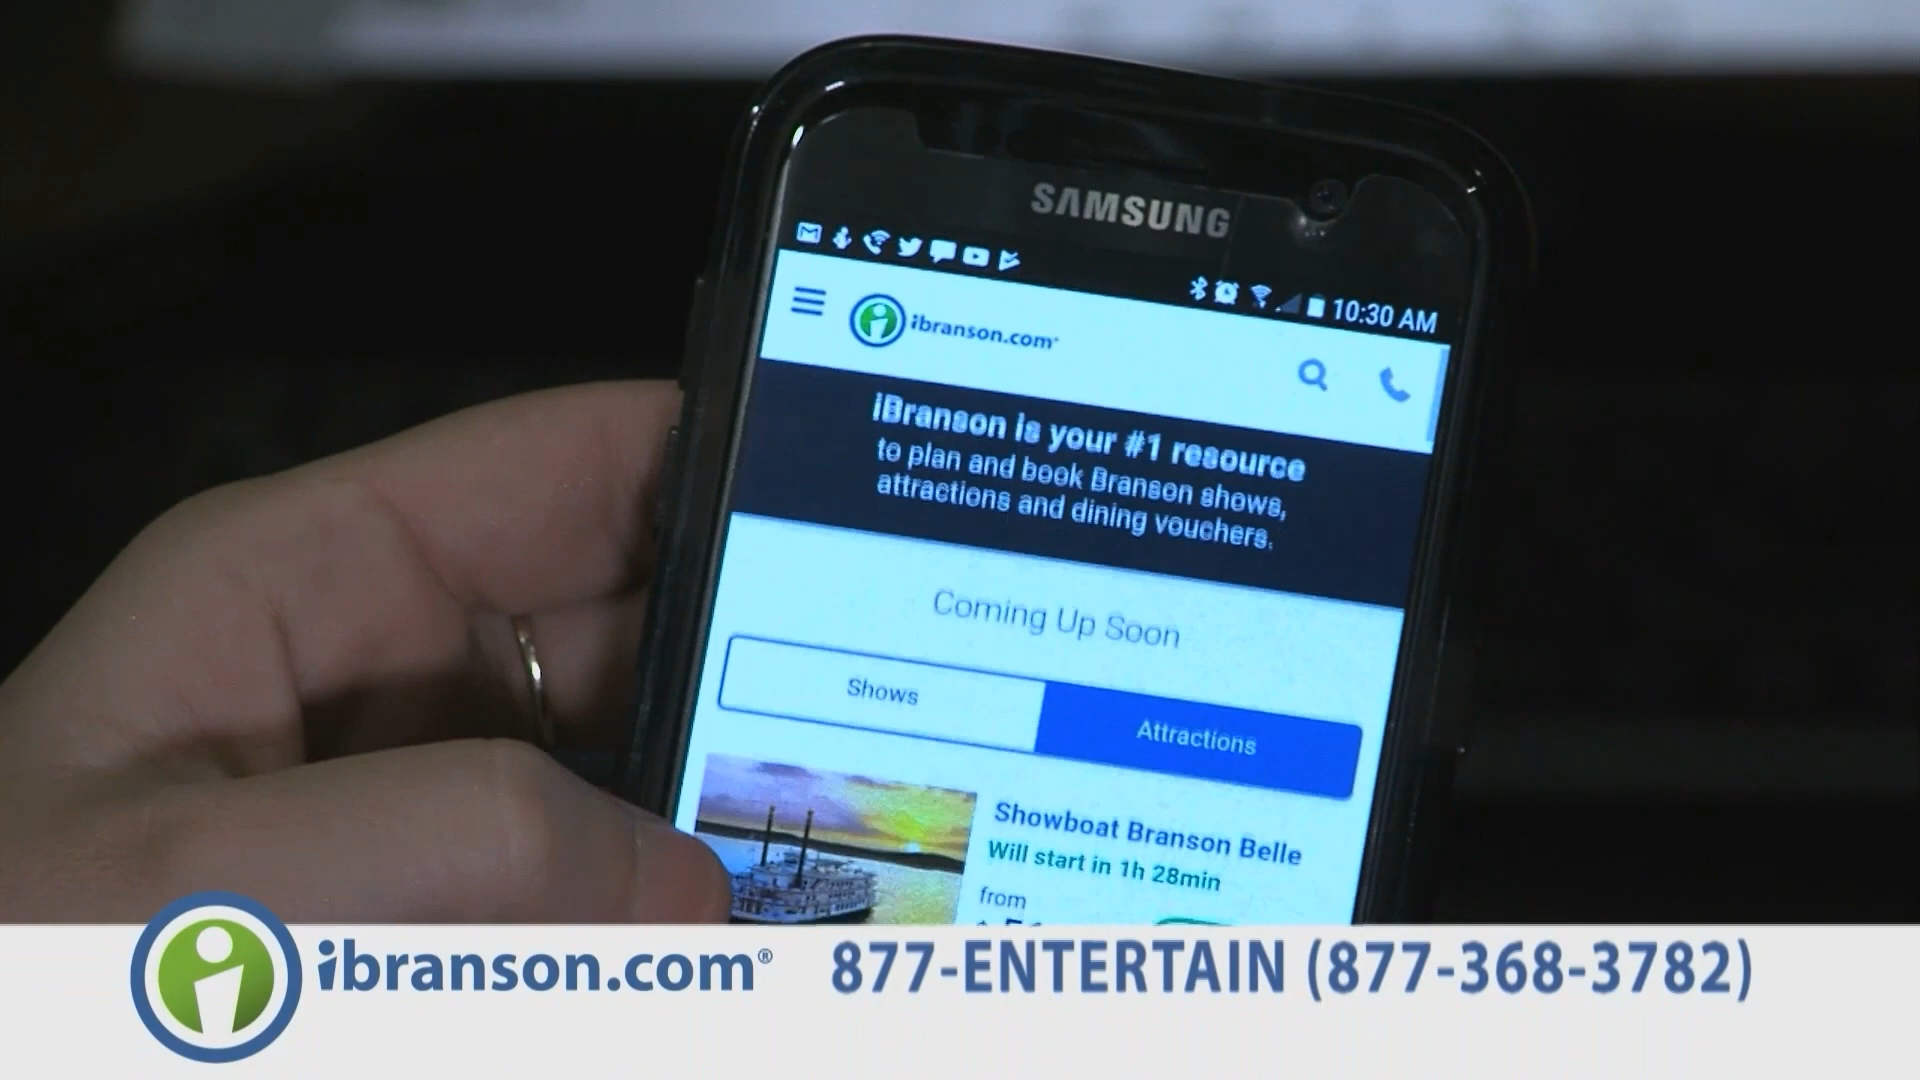 SAMSUNG
10:30 AM
ibranson.com
iBranson is your #1 resource
to plan and book Branson shows,
attractions and dining vouchers.
Coming Up Soon
Shows
Attractions
Showboat Branson Belle
Will start in 1h 28min
from
ibranson.com®
877-ENTERTAIN (877-368-3782)